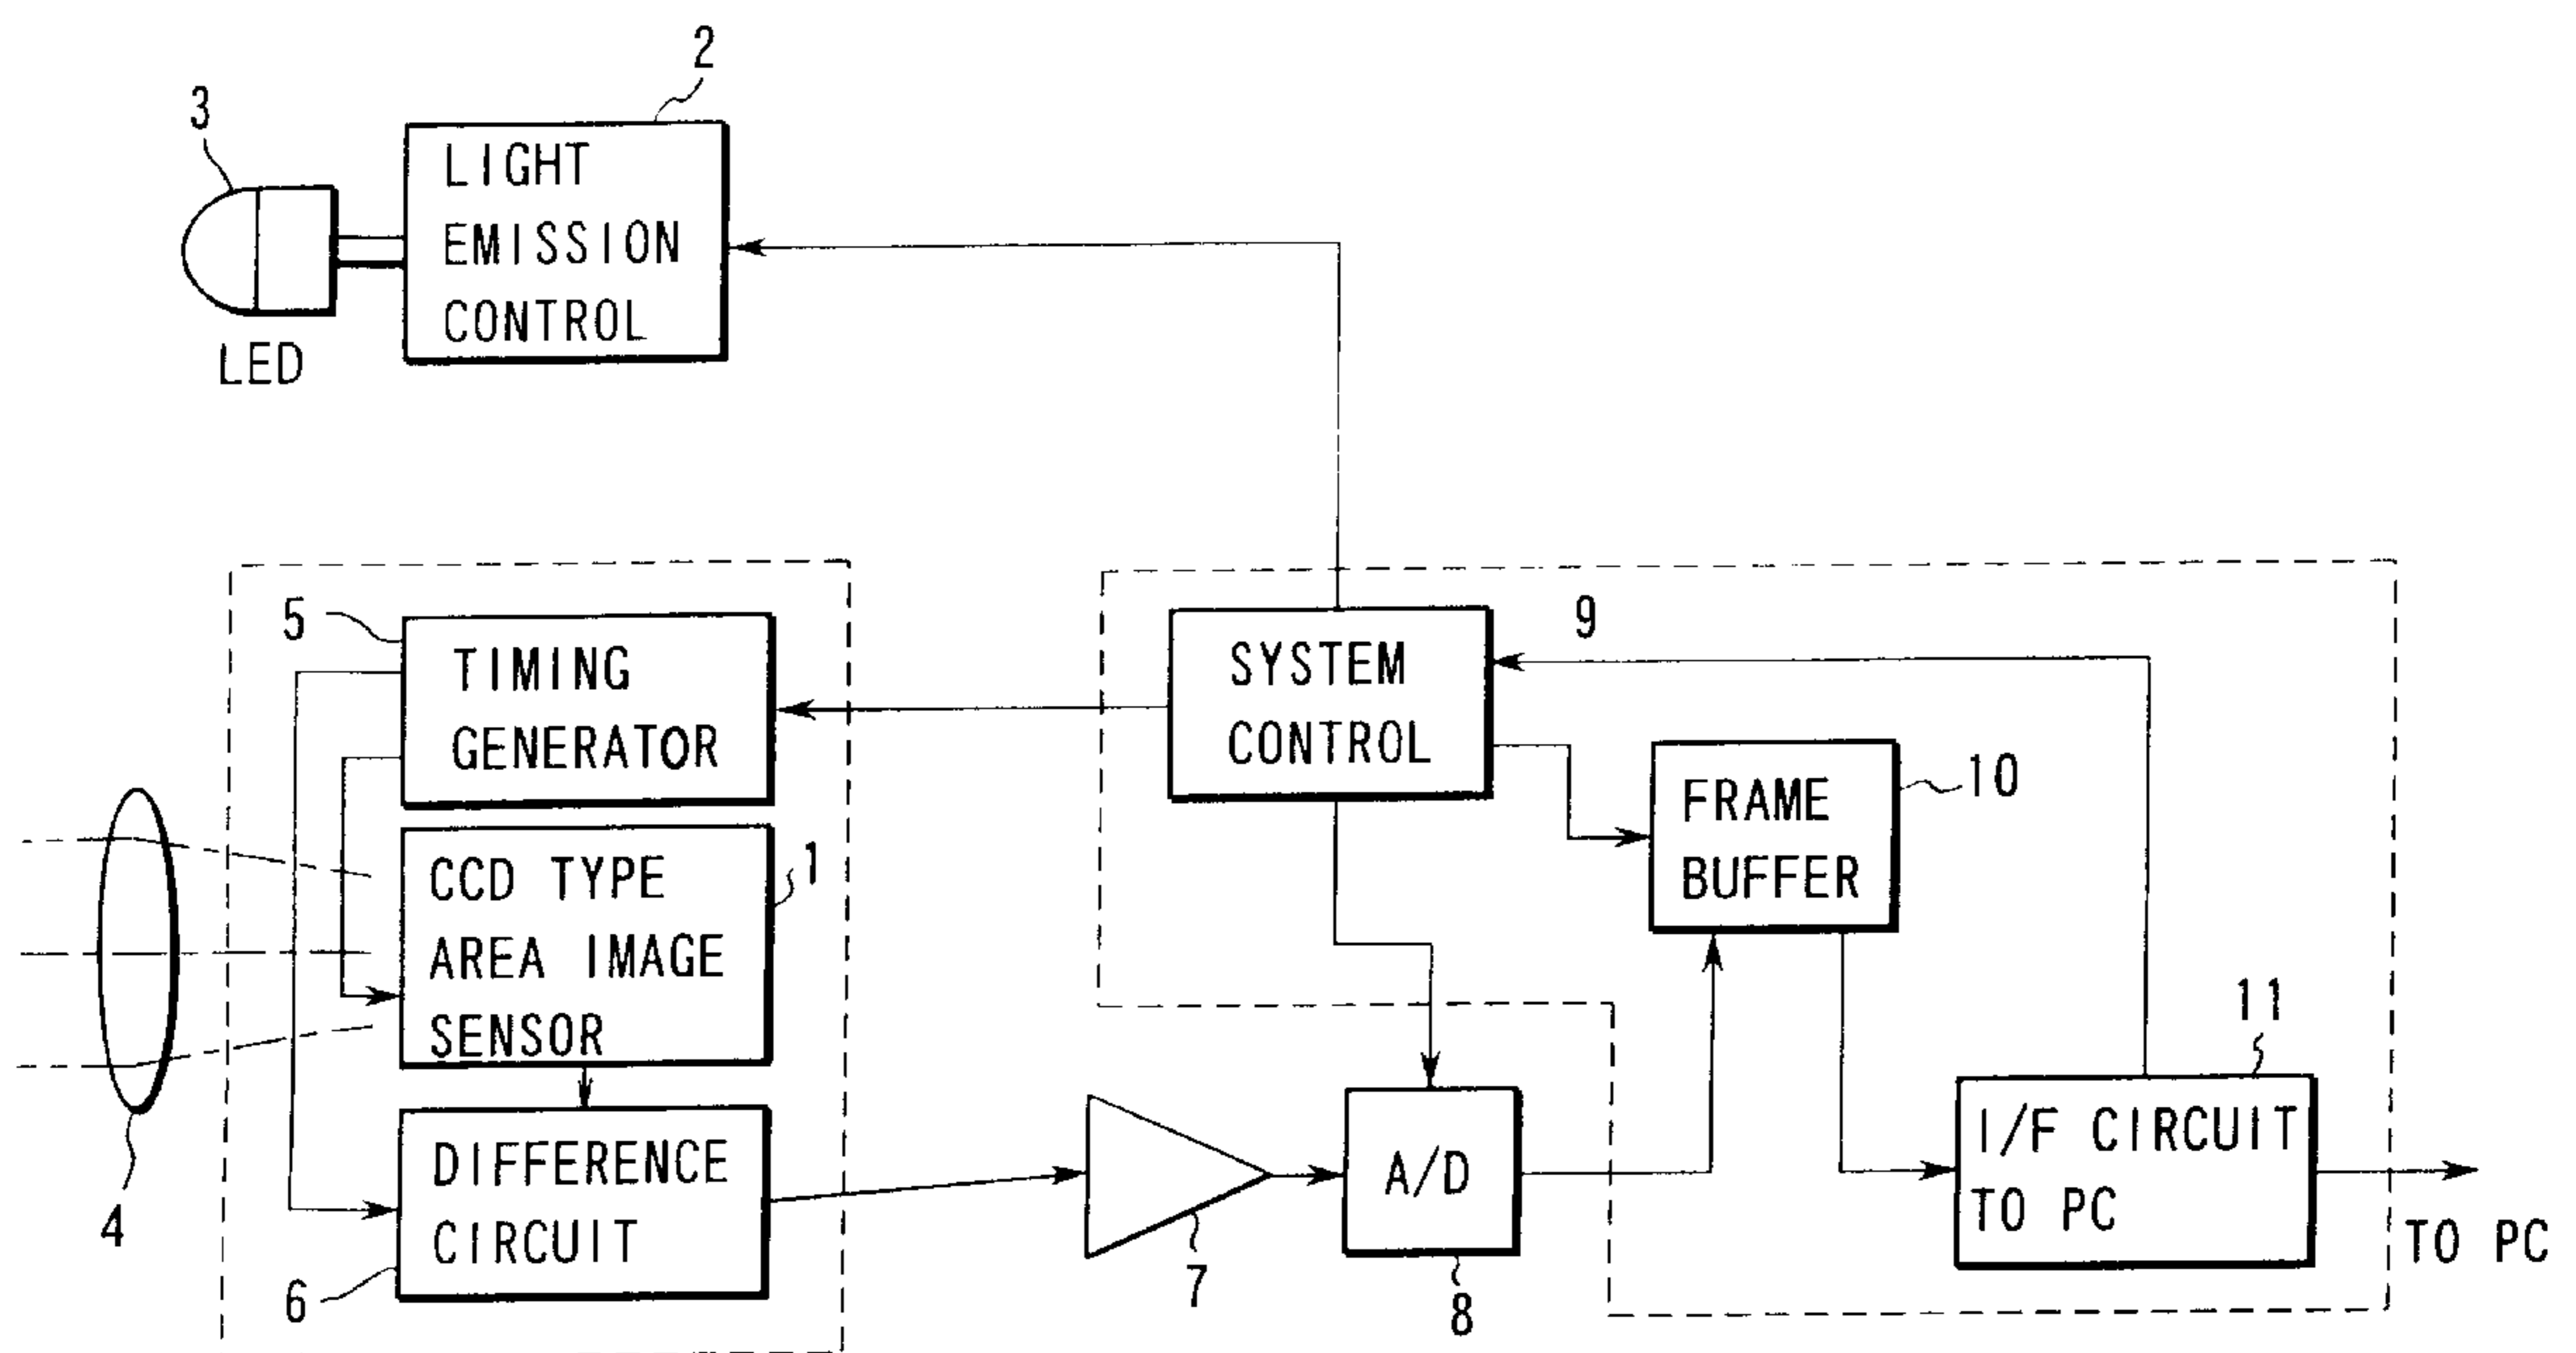 2
3
LIGHT
EMISSION
CONTROL
LED
5
TIMING
GENERATOR
SYSTEM
CONTROL
9
FRAME
BUFFER
10
CCD TYPE
AREA IMAGE
SENSOR
1
4
DIFFERENCE
CIRCUIT
6
7
A/D
8
11
I/F CIRCUIT
TO PC
TO PC